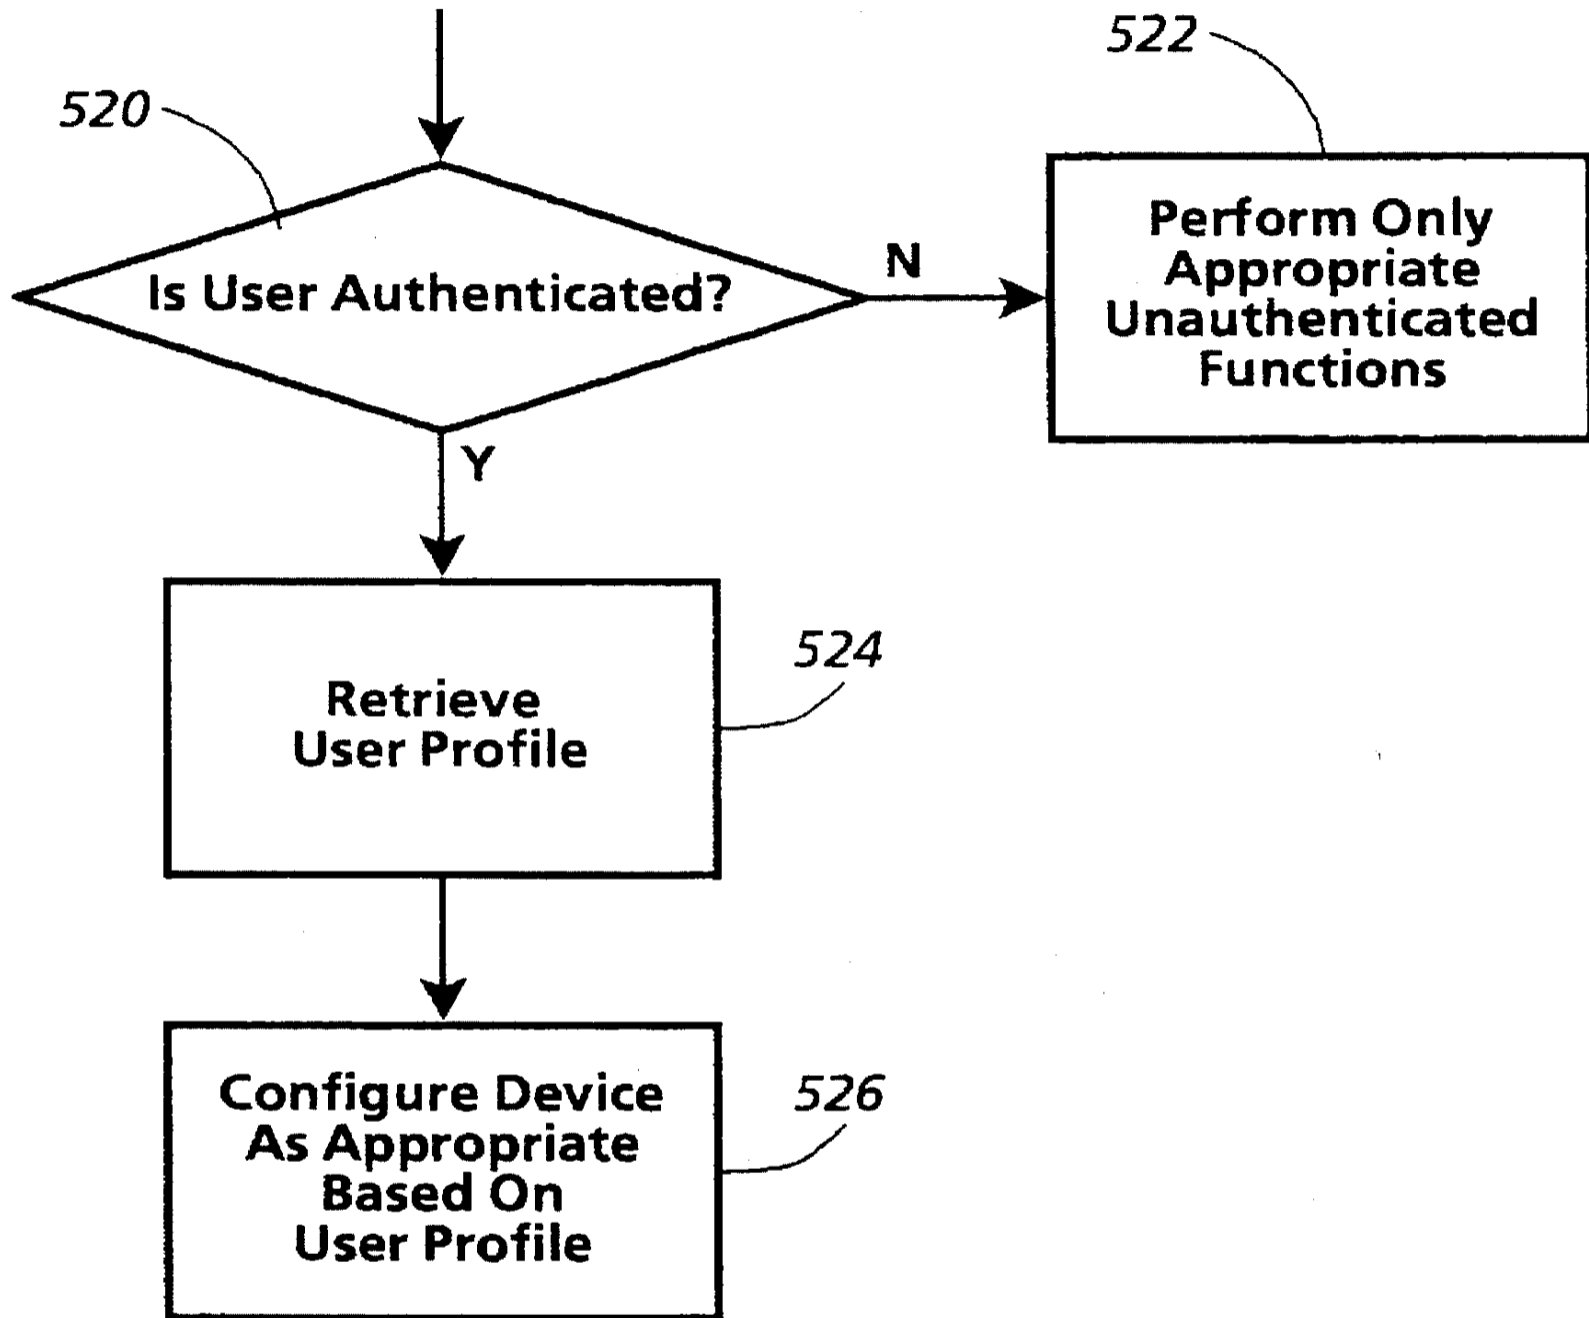 522
520
Perform Only
Appropriate
Unauthenticated
Functions
N
Is User Authenticated?
Y
524
Retrieve
User Profile
526
Configure Device
As Appropriate
Based On
User Profile